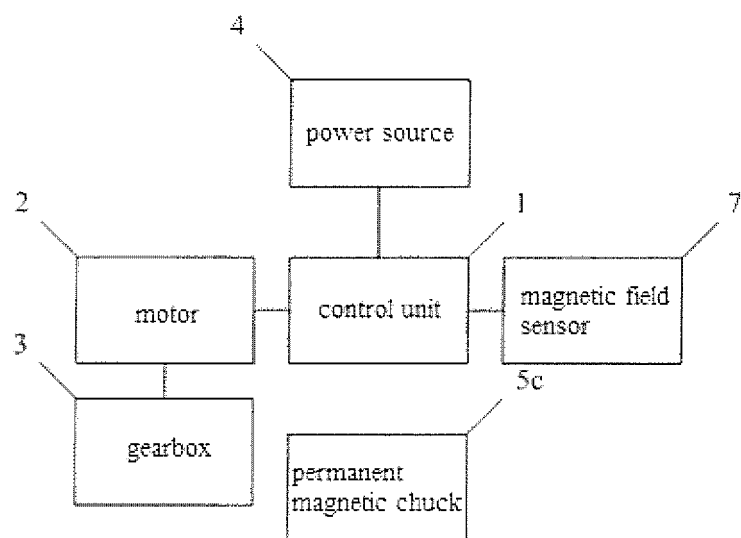 4
power source
2
1
7
motor
control unit
magnetic field
sensor
3
5c
gearbox
permanent
magnetic chuck